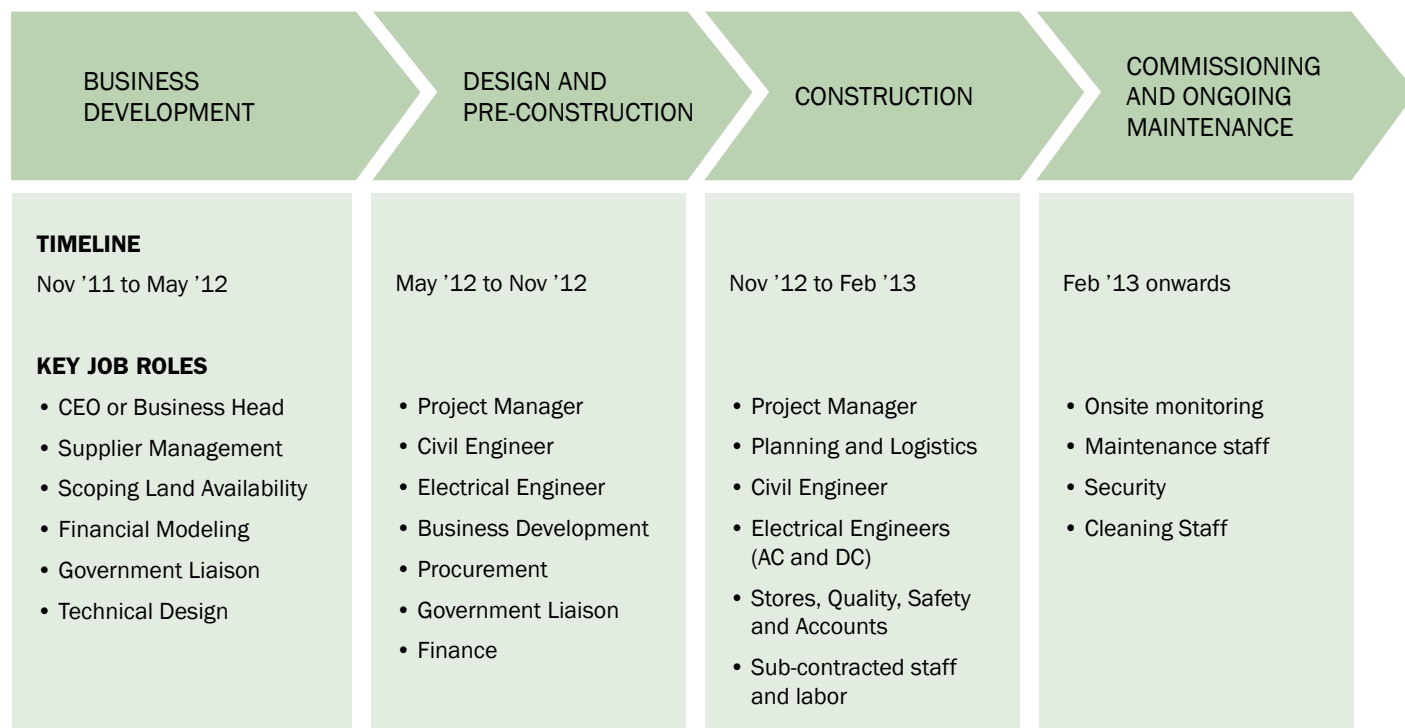 BUSINESS
DEVELOPMENT
DESIGN AND
PRE-CONSTRUCTION
CONSTRUCTION
COMMISSIONING
AND ONGOING
MAINTENANCE
TIMELINE
Nov ’11 to May ’12
May ’12 to Nov ’12
Nov ’12 to Feb ’13
Feb ’13 onwards
KEY JOB ROLES
• CEO or Business Head
• Supplier Management
• Scoping Land Availability
• Financial Modeling
• Government Liaison
• Technical Design
• Project Manager
• Civil Engineer
• Electrical Engineer
• Business Development
• Procurement
• Government Liaison
• Finance
• Project Manager
• Planning and Logistics
• Civil Engineer
• Electrical Engineers
(AC and DC)
• Stores, Quality, Safety
and Accounts
• Sub-contracted staff
and labor
• Onsite monitoring
• Maintenance staff
• Security
• Cleaning Staff